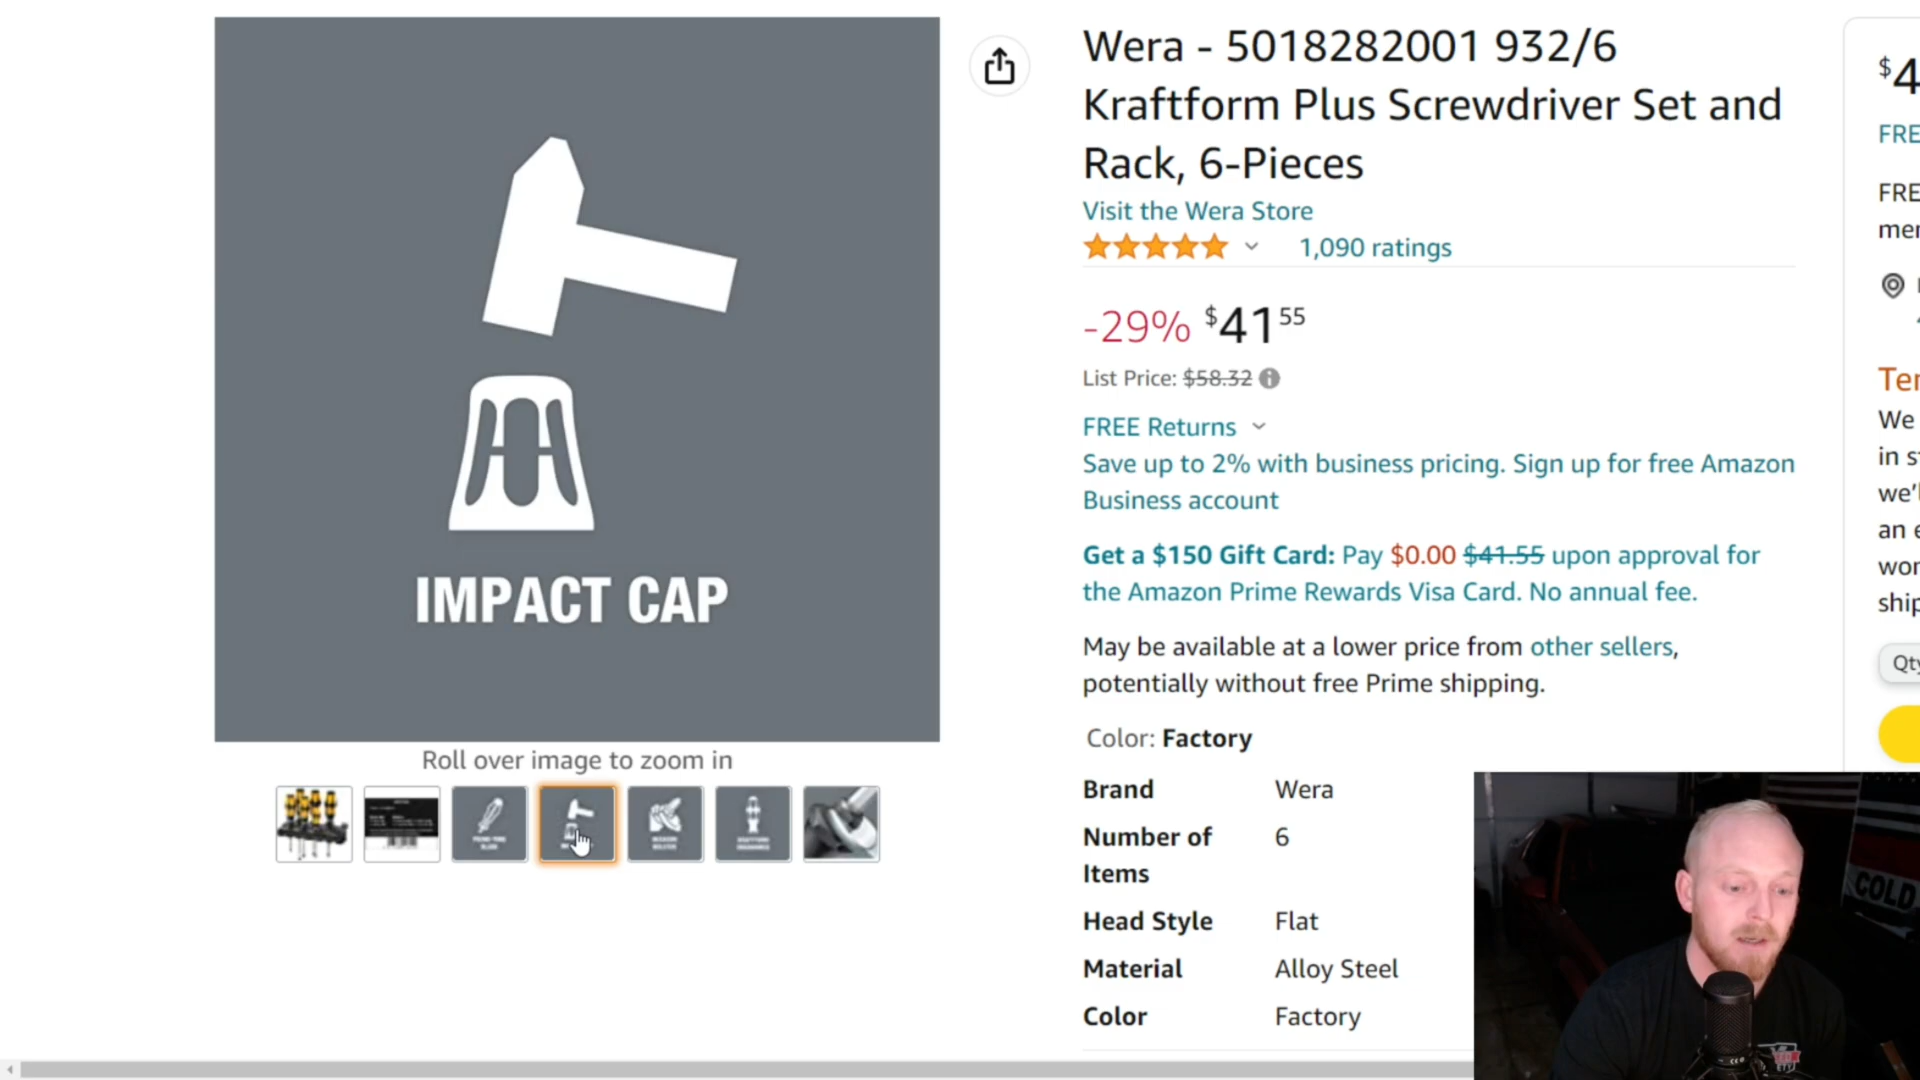 Wera - 5018282001 932/6
Kraftform Plus Screwdriver Set and
Rack, 6-Pieces
Visit the Wera Store
1,090 ratings
-29% $41 55
List Price: $58.32
FREE Returns
Save up to 2% with business pricing. Sign up for free Amazon
Business account
Get a $150 Gift Card: Pay $0.00 $41.55 upon approval for
the Amazon Prime Rewards Visa Card. No annual fee.
May be available at a lower price from other sellers,
potentially without free Prime shipping.
Color: Factory
Brand Wera
Number of Items 6
Head Style Flat
Material Alloy Steel
Color Factory
IMPACT CAP
Roll over image to zoom in
$4
We
an
COLD